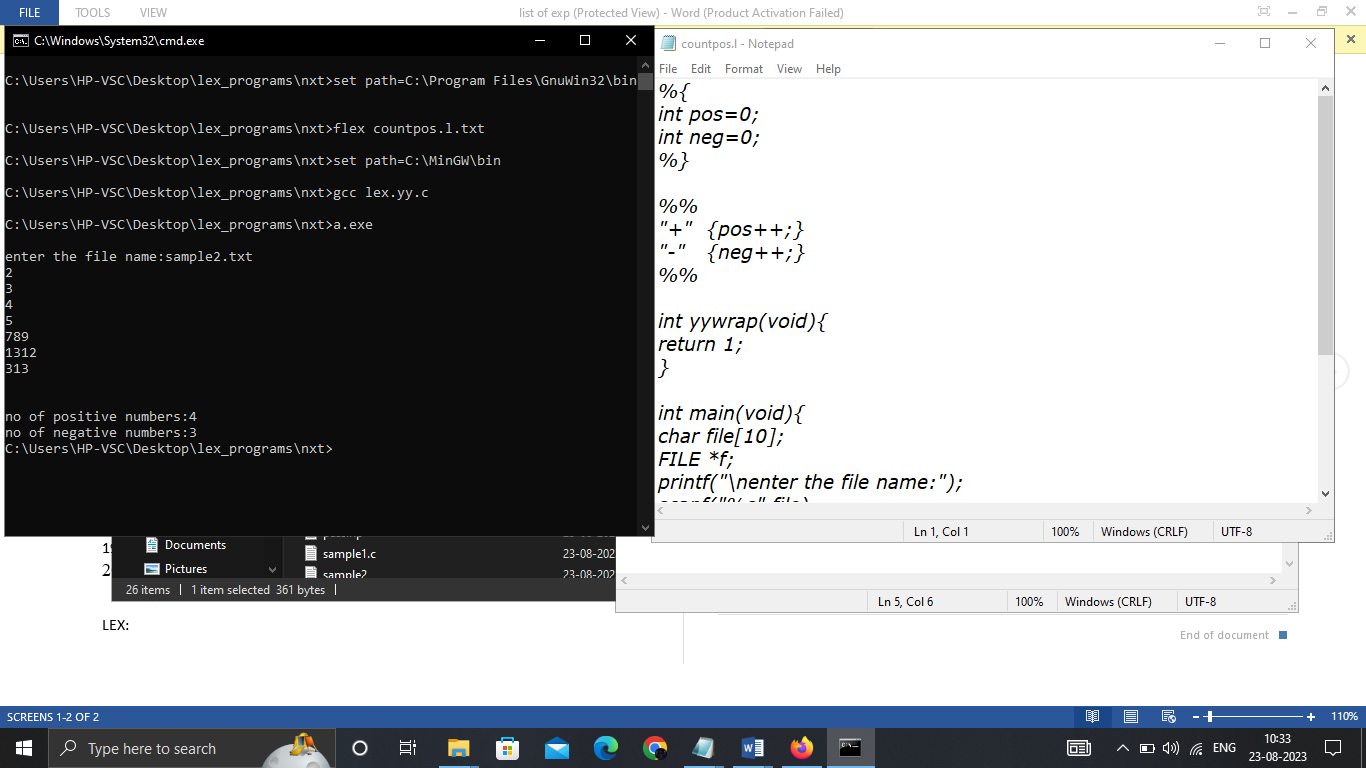 FILE TOOLS VIEW list of exp (Protected View) - Word (Product Activation Failed)
C:\Windows\System32\cmd.exe
C:\Users\HP-VSC\Desktop\lex_programs\nxt>set path=C:\Program Files\GnuWin32\bin
C:\Users\HP-VSC\Desktop\lex_programs\nxt>flex countpos.l.txt
C:\Users\HP-VSC\Desktop\lex_programs\nxt>set path=C:\MinGW\bin
C:\Users\HP-VSC\Desktop\lex_programs\nxt>gcc lex.yy.c
C:\Users\HP-VSC\Desktop\lex_programs\nxt>a.exe
enter the file name:sample2.txt
2
3
4
5
789
1312
313
no of positive numbers:4
no of negative numbers:3
C:\Users\HP-VSC\Desktop\lex_programs\nxt>
countpos.l - Notepad
File Edit Format View Help
%{
int pos=0;
int neg=0;
%}
%%
"+" {pos++;}
"-" {neg++;}
%%
int yywrap(void){
return 1;
}
int main(void){
char file[10];
FILE *f;
printf("\nenter the file name:");
Ln 1, Col 1 100% Windows (CRLF) UTF-8
Documents
Pictures
sample1.c 23-08-202
sample2 23-08-202
26 items 1 item selected 361 bytes
Ln 5, Col 6 100% Windows (CRLF) UTF-8
LEX:
End of document
SCREENS 1-2 OF 2 110%
Type here to search
ENG
10:33
23-08-2023